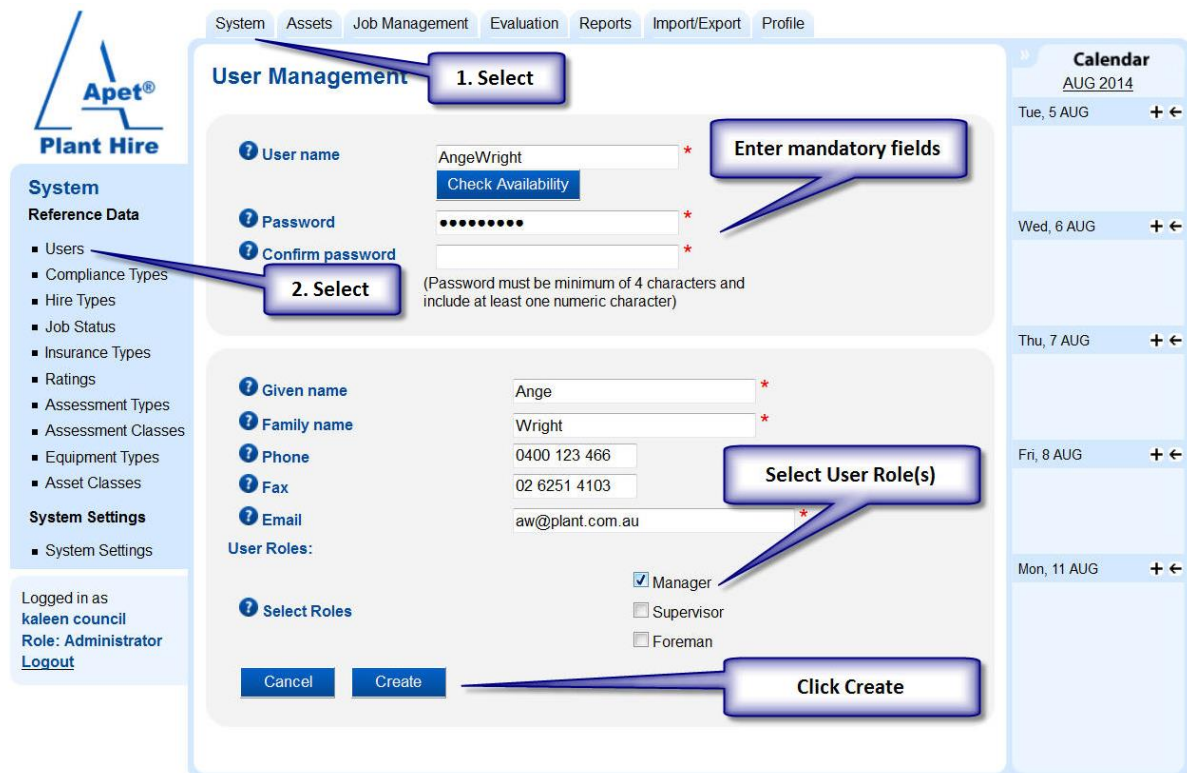 System
Assets
Job Management
Evaluation
Reports
Import/Export
Profile
Apet®
Plant Hire
System
Reference Data
Users
Compliance Types
Hire Types
Job Status
Insurance Types
Ratings
Assessment Types
Assessment Classes
Equipment Types
Asset Classes
System Settings
System Settings
Logged in as
kaleen council
Role: Administrator
Logout
User Management
1. Select
2. Select
User name
AngeWright
*
Check Availability
Enter mandatory fields
Password
*
Confirm password
*
(Password must be minimum of 4 characters and
include at least one numeric character)
Given name
Ange
*
Family name
Wright
*
Phone
0400 123 466
Fax
02 6251 4103
Select User Role(s)
Email
aw@plant.com.au
*
User Roles:
Select Roles
Manager
Supervisor
Foreman
Cancel
Create
Click Create
Calendar
AUG 2014
Tue, 5 AUG
Wed, 6 AUG
Thu, 7 AUG
Fri, 8 AUG
Mon, 11 AUG